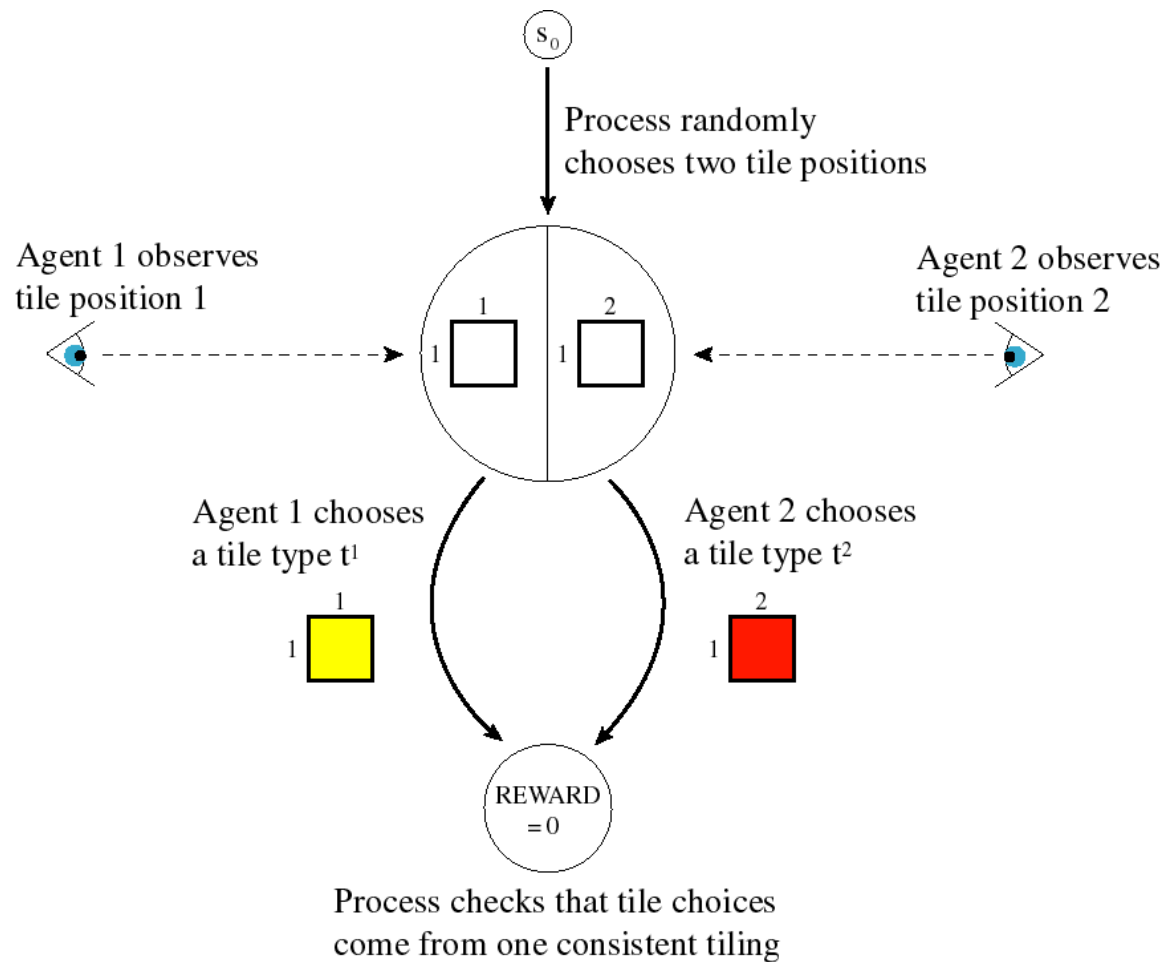 s₀
Process randomly
chooses two tile positions
Agent 1 observes
tile position 1
Agent 2 observes
tile position 2
1 2
1 1
Agent 1 chooses
a tile type t¹
Agent 2 chooses
a tile type t²
1 2
1 1
REWARD
=0
Process checks that tile choices
come from one consistent tiling